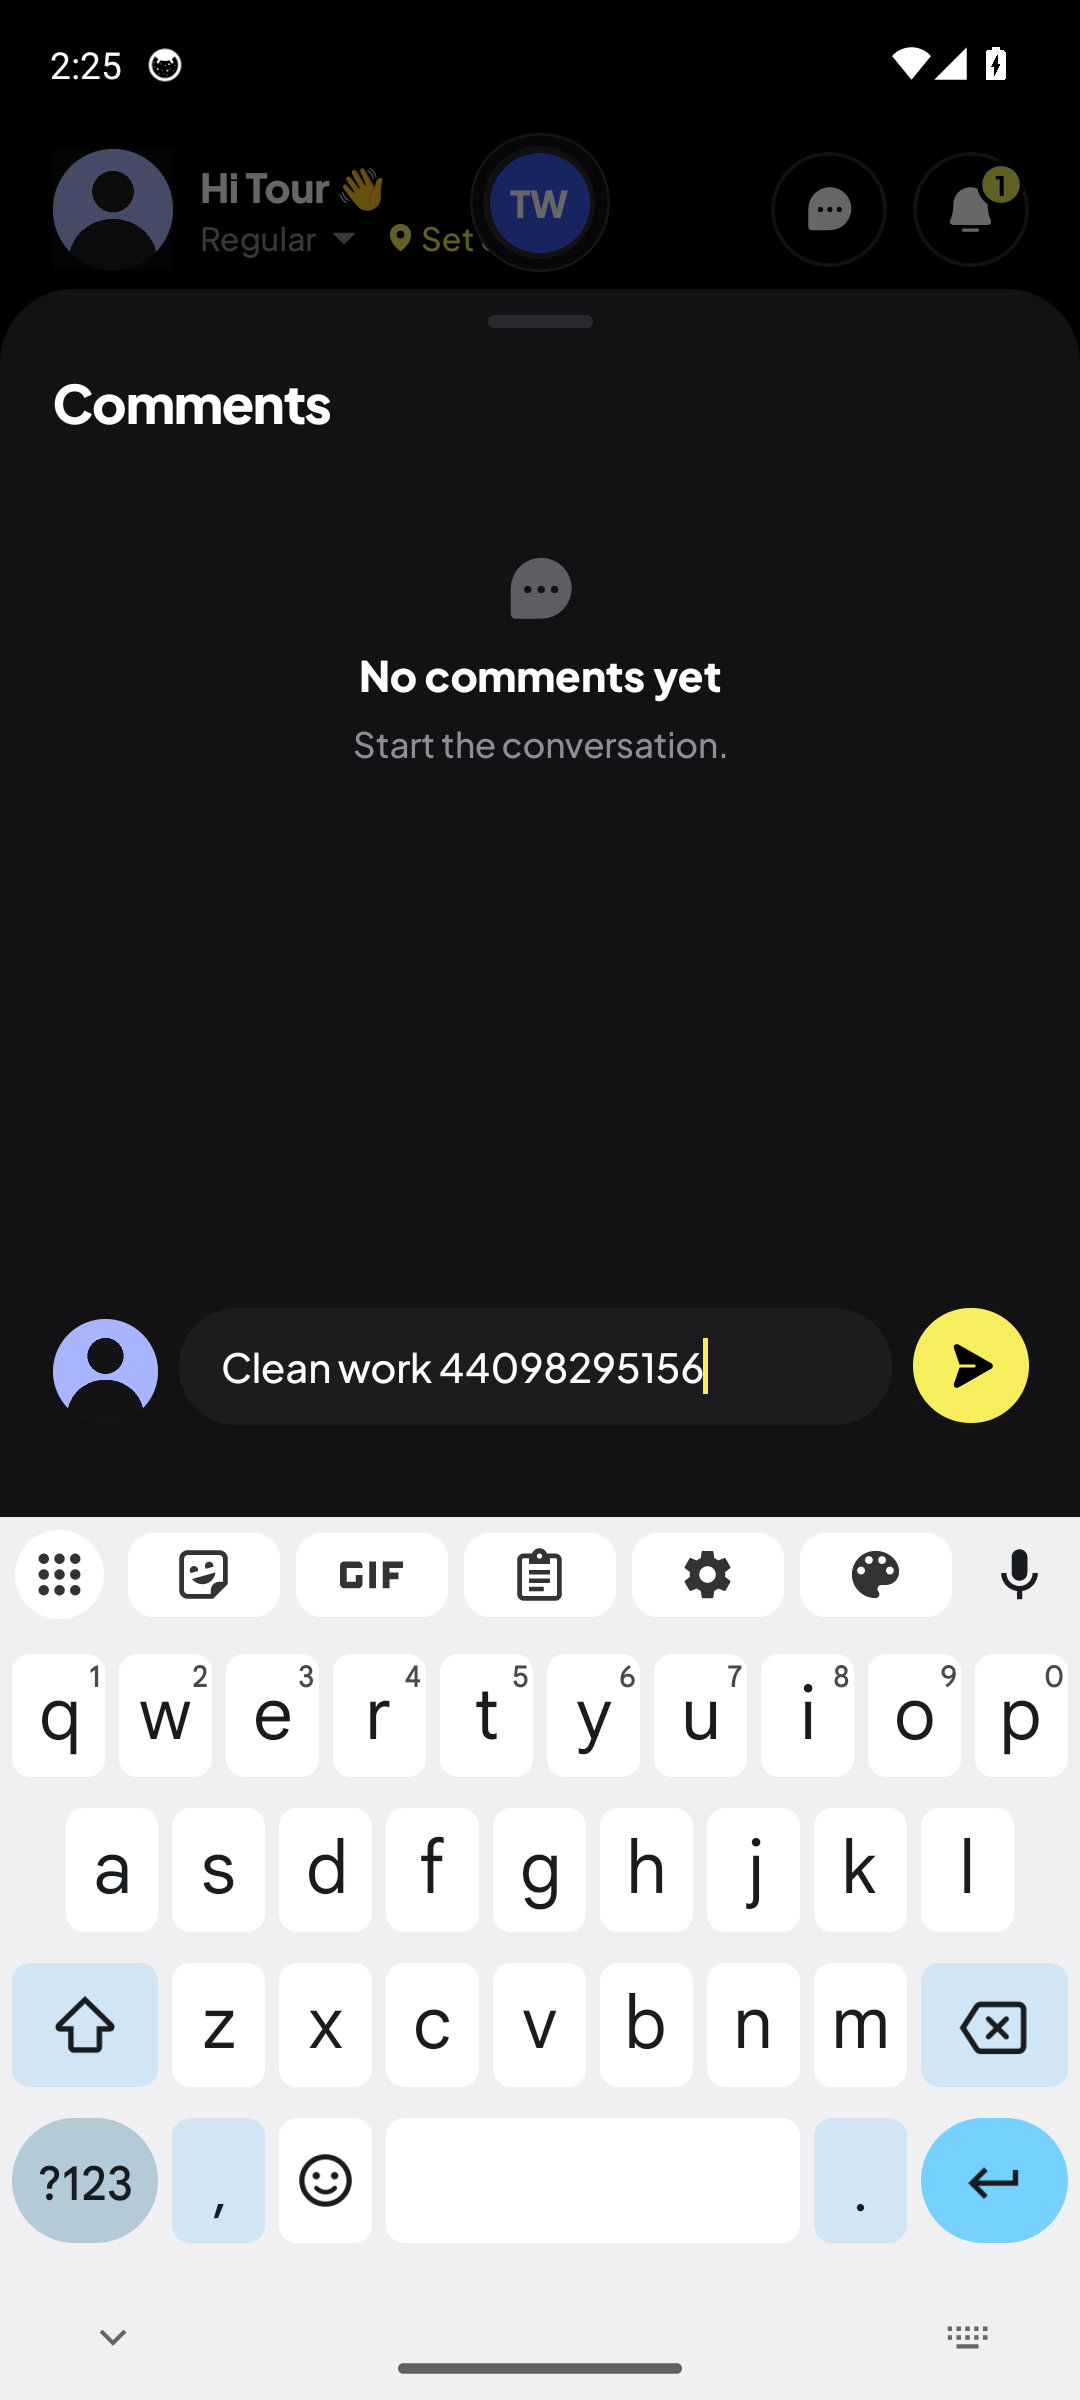 2:25
Hi Tour 👋
TW
1
Regular
Set
Comments
No comments yet
Start the conversation.
Clean work 44098295156
GIF
q 1 w 2 e 3 r 4 t 5 y 6 u 7 i 8 o 9 p 0
a s d f g h j k l
z x c v b n m
?123 , .